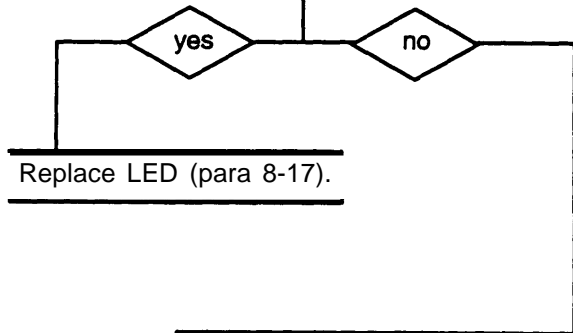 yes no
Replace LED (para 8-17).